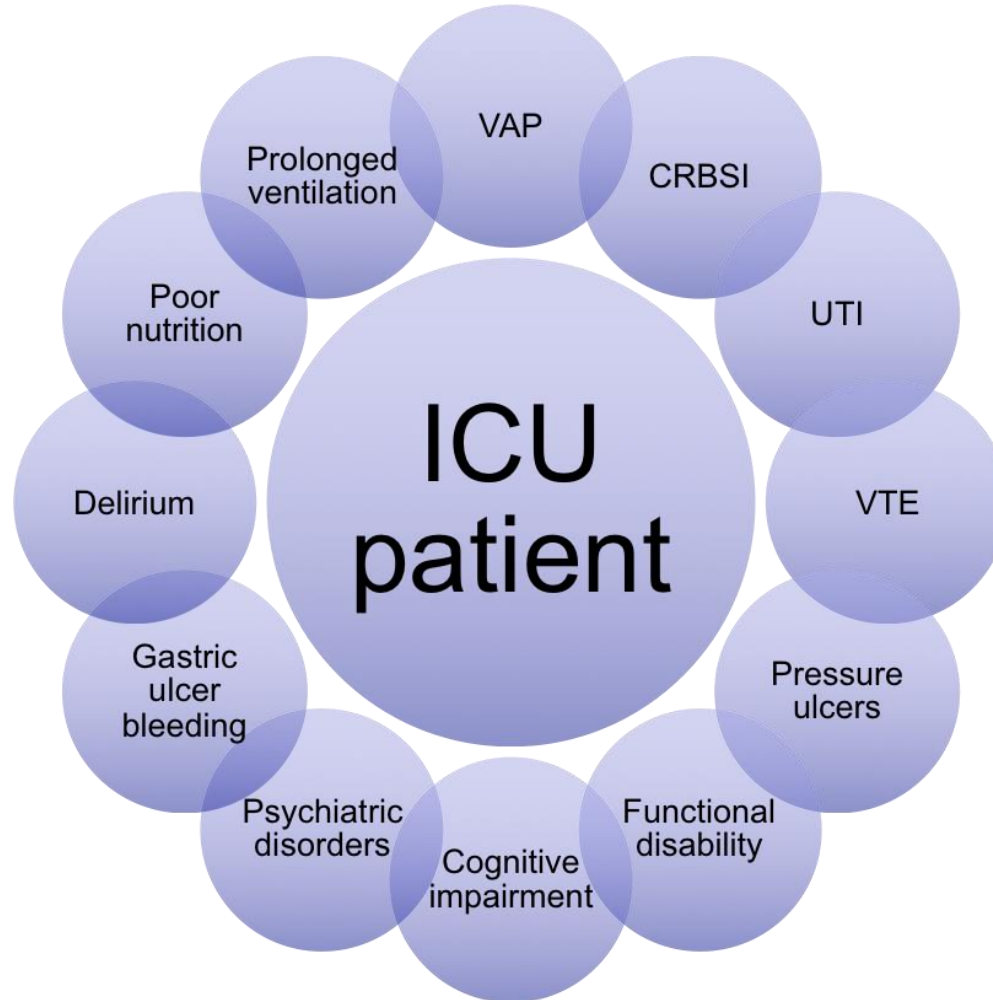 VAP
CRBSI
UTI
VTE
Pressure
ulcers
Functional
disability
Cognitive
impairment
Psychiatric
disorders
Gastric
ulcer
bleeding
Delirium
Poor
nutrition
Prolonged
ventilation
ICU
patient